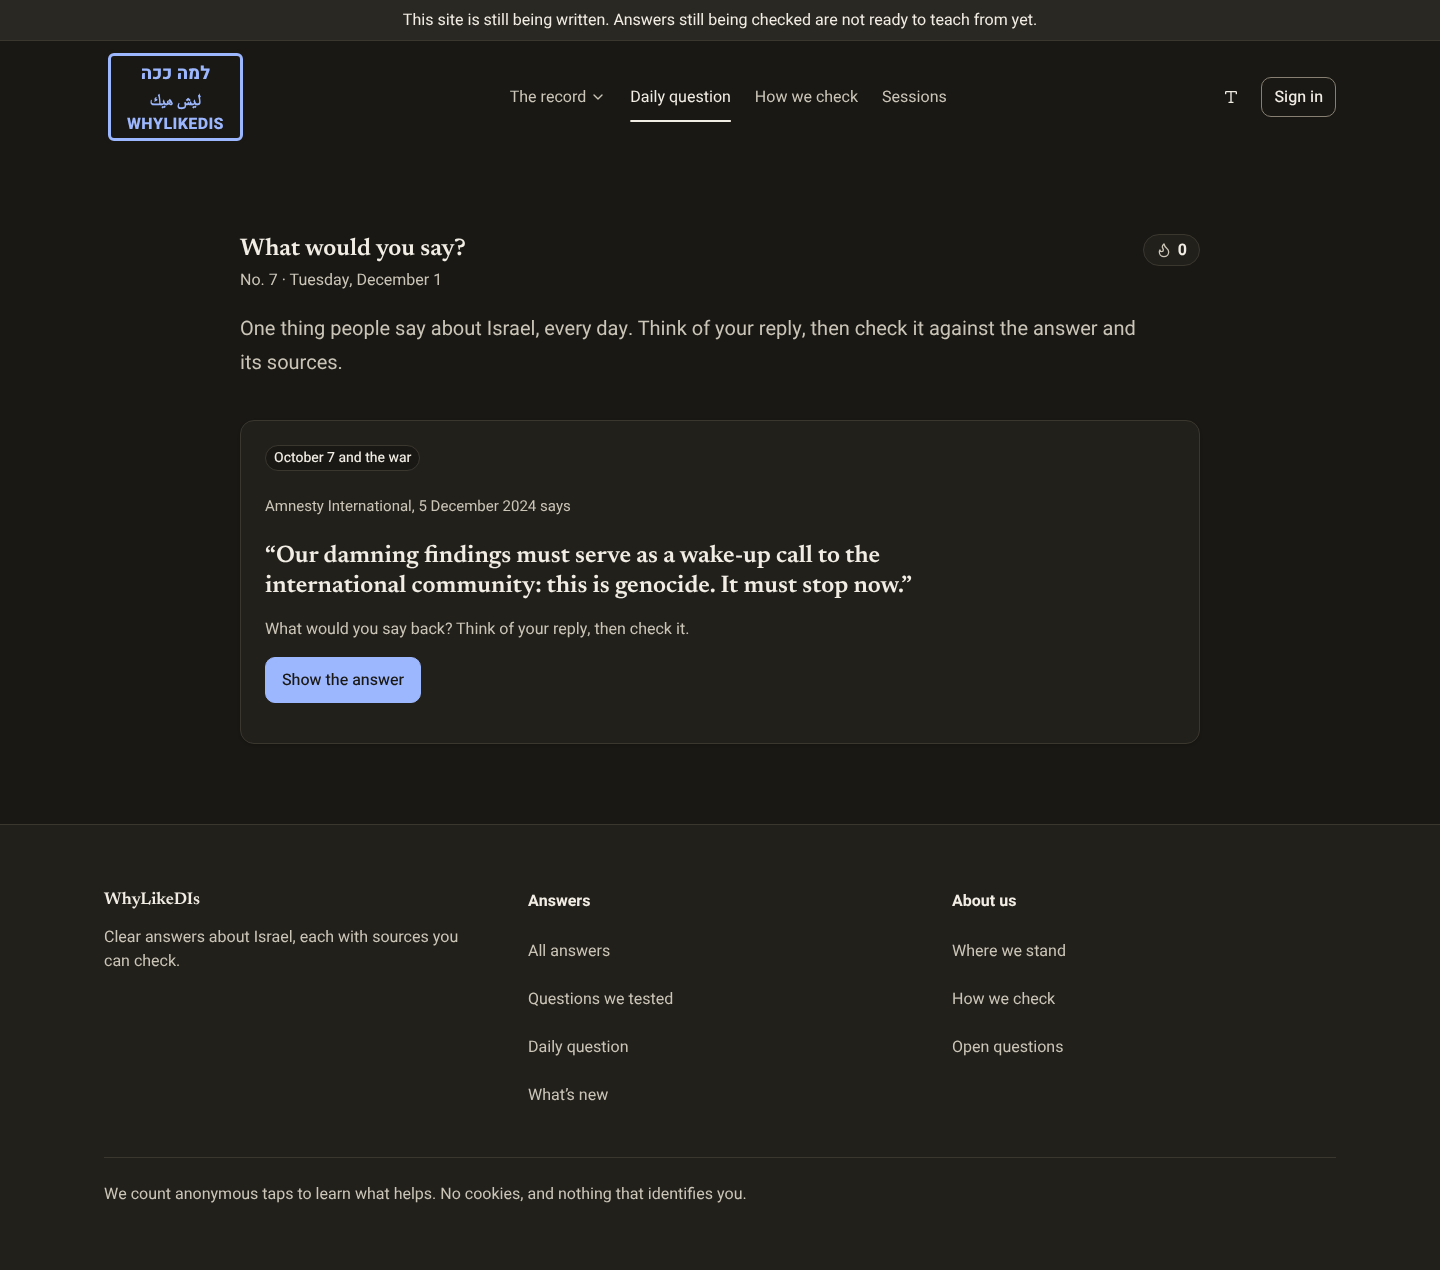 This site is still being written. Answers still being checked are not ready to teach from yet.
למה ככה
ليش هيك
WHYLIKEDIS
The record
Daily question
How we check
Sessions
Sign in
What would you say?
0
No. 7 · Tuesday, December 1
One thing people say about Israel, every day. Think of your reply, then check it against the answer and
its sources.
October 7 and the war
Amnesty International, 5 December 2024 says
“Our damning findings must serve as a wake-up call to the
international community: this is genocide. It must stop now.”
What would you say back? Think of your reply, then check it.
Show the answer
WhyLikeDIs
Clear answers about Israel, each with sources you
can check.
Answers
All answers
Questions we tested
Daily question
What’s new
About us
Where we stand
How we check
Open questions
We count anonymous taps to learn what helps. No cookies, and nothing that identifies you.